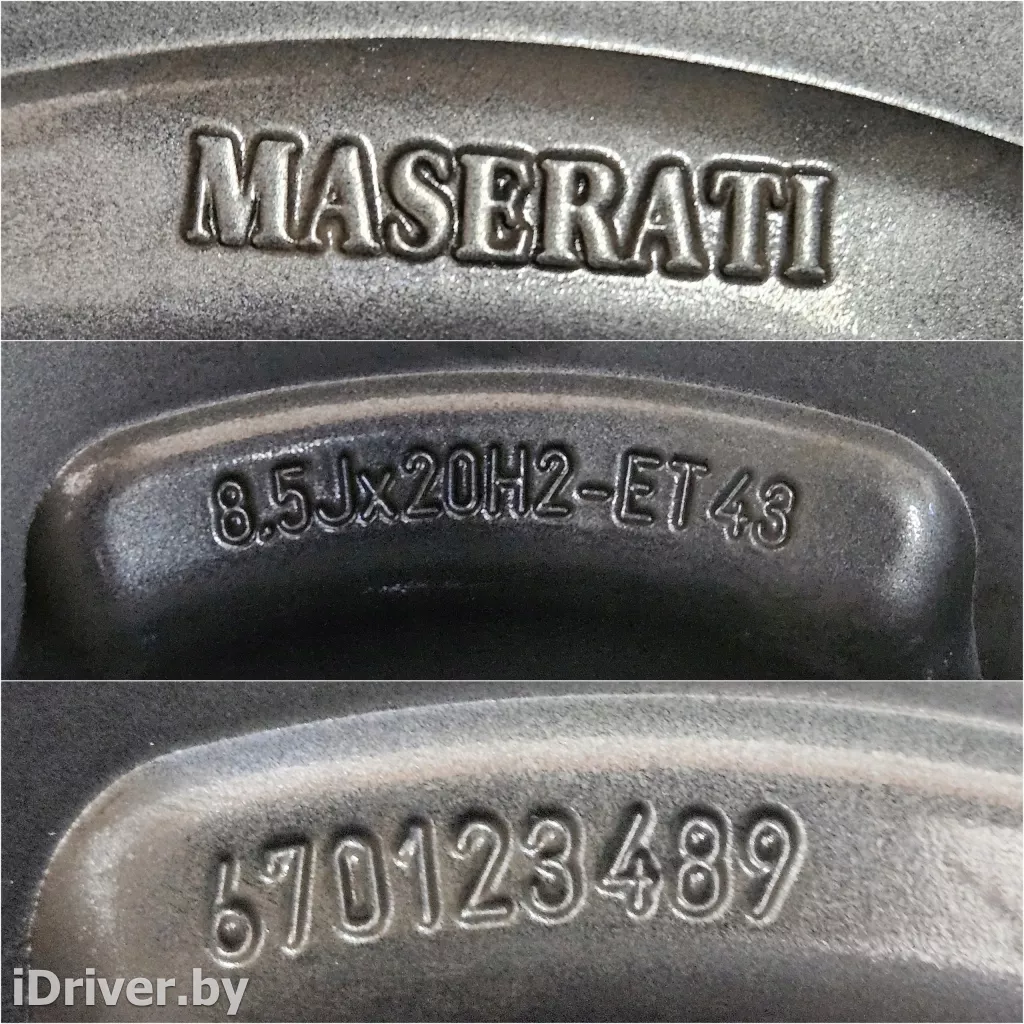 MASERATI
8.5Jx20H2-ET43
670123489
iDriver.by